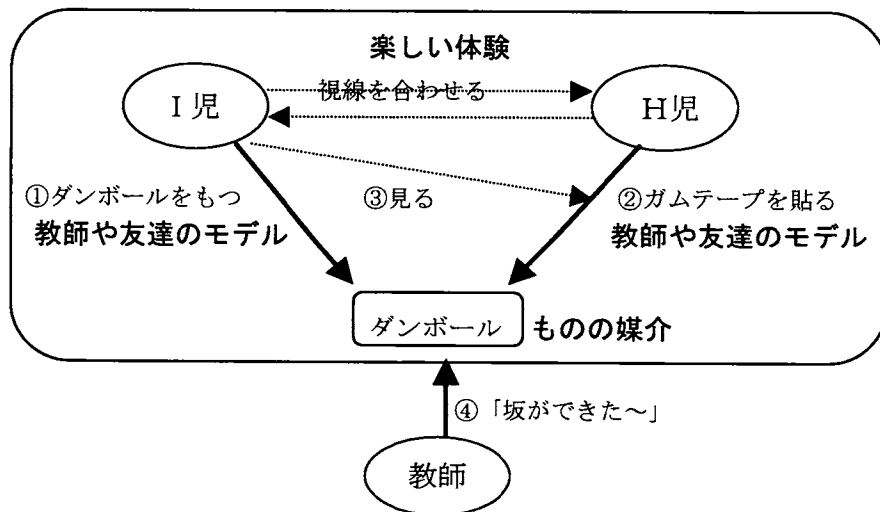 楽しい体験
I児
視線を合わせる
H児
①ダンボールをもつ
教師や友達のモデル
③見る
②ガムテープを貼る
教師や友達のモデル
ダンボール
ものの媒介
④「坂ができた～」
教師